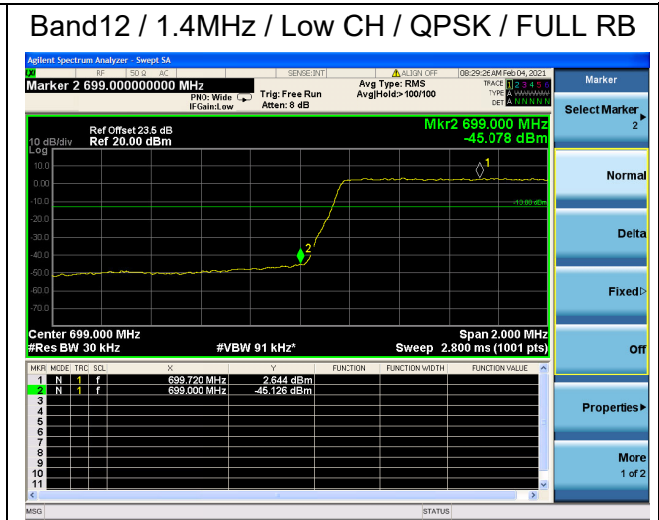 Band12 / 1.4MHz / Low CH / QPSK / FULL RB
Agilent Spectrum Analyzer - Swept SA
RF 50 Ω AC SENSE:INT ALIGN OFF 08:29:26 AM Feb 04, 2021
Marker 2 699.000000000 MHz
PNO: Wide
IFGain:Low
Trig: Free Run
Atten: 8 dB
Avg Type: RMS
Avg|Hold:> 100/100
TRACE 1 2 3 4 5 6
TYPE A
DET A N N N N N
Ref Offset 23.5 dB
Ref 20.00 dBm
10 dB/div
Log
Mkr2 699.000 MHz
-45.078 dBm
10.0
0.00
-10.0
-20.0
-30.0
-40.0
-50.0
-60.0
-70.0
1
-13.00 dBm
2
Center 699.000 MHz Span 2.000 MHz
#Res BW 30 kHz #VBW 91 kHz* Sweep 2.800 ms (1001 pts)
MKR MODE TRC SCL X Y FUNCTION FUNCTION WIDTH FUNCTION VALUE
1 N 1 f 699.720 MHz 2.644 dBm
2 N 1 f 699.000 MHz -45.126 dBm
3
4
5
6
7
8
9
10
11
MSG STATUS
Marker
Select Marker
2
Normal
Delta
Fixed
Off
Properties
More
1 of 2